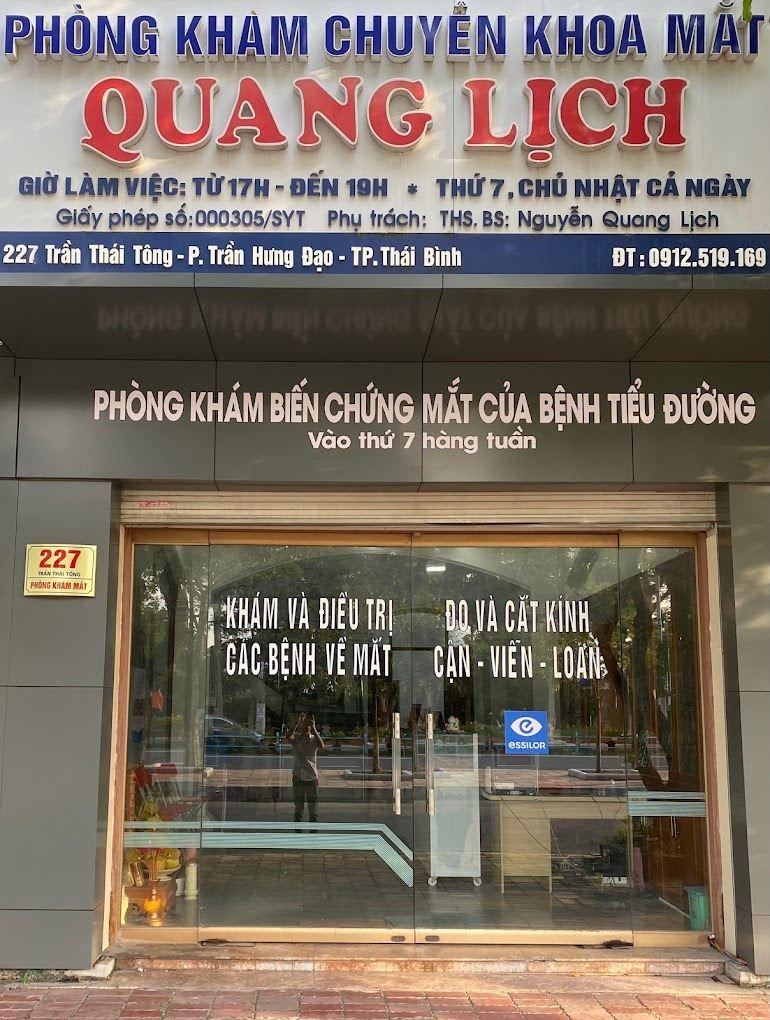 PHÒNG KHÁM CHUYÊN KHOA MẮT
QUANG LỊCH
GIỜ LÀM VIỆC: TỪ 17H - ĐẾN 19H * THỨ 7, CHỦ NHẬT CẢ NGÀY
Giấy phép số:000305/SYT Phụ trách: THS.BS: Nguyễn Quang Lịch
227 Trần Thái Tông - P. Trần Hưng Đạo - TP. Thái Bình ĐT: 0912.519.169
PHÒNG KHÁM BIẾN CHỨNG MẮT CỦA BỆNH TIỂU ĐƯỜNG
Vào thứ 7 hàng tuần
227
TRẦN THÁI TÔNG
PHÒNG KHÁM MẮT
KHÁM VÀ ĐIỀU TRỊ
CÁC BỆNH VỀ MẮT
ĐO VÀ CẮT KÍNH
CẬN - VIỄN - LOẠN
essilor